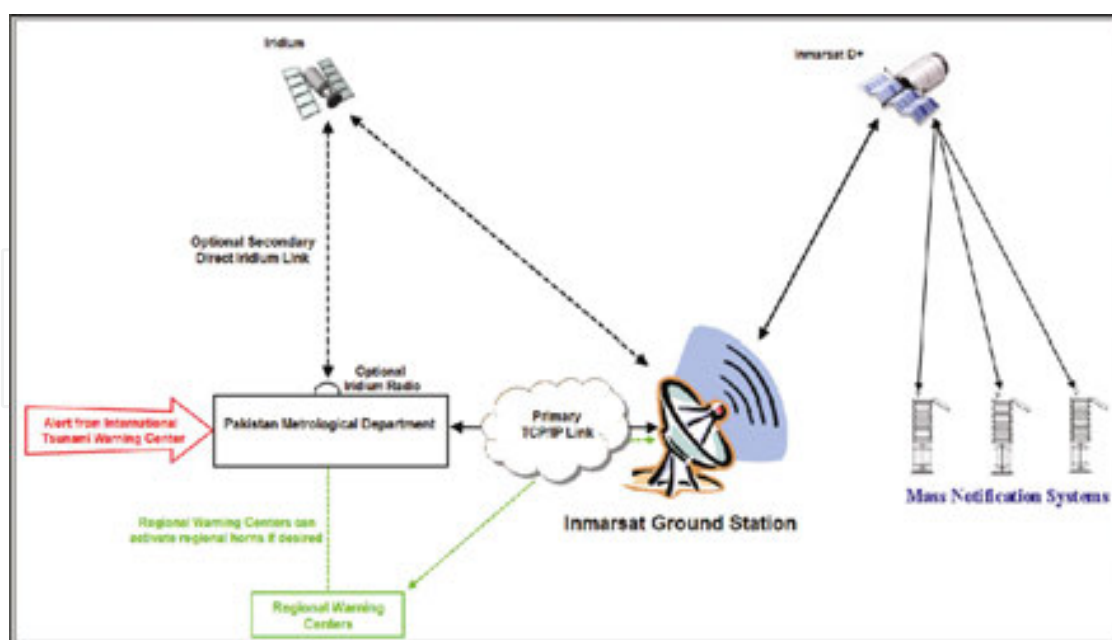 Iridium
Inmarsat D+
Optional Secondary
Direct Iridium Link
Optional
Iridium Radio
Alert from International
Tsunami Warning Center
Pakistan Metrological Department
Primary
TCP/IP Link
Mass Notification Systems
Inmarsat Ground Station
Regional Warning Centers can
activate regional horns if desired
Regional Warning
Centers